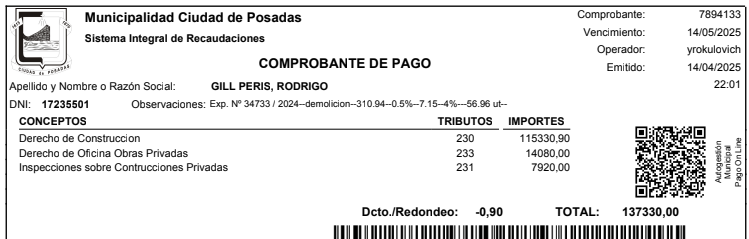 Municipalidad Ciudad de Posadas
Sistema Integral de Recaudaciones
Comprobante: 7894133
Vencimiento: 14/05/2025
Operador: yrokulovich
Emitido: 14/04/2025
22:01
CIUDAD de POSADAS
COMPROBANTE DE PAGO
Apellido y Nombre o Razón Social: GILL PERIS, RODRIGO
DNI: 17235501 Observaciones: Exp. Nº 34733 / 2024--demolicion--310.94--0.5%--7.15--4%---56.96 ut--
CONCEPTOS TRIBUTOS IMPORTES
Derecho de Construccion 230 115330,90
Derecho de Oficina Obras Privadas 233 14080,00
Inspecciones sobre Contrucciones Privadas 231 7920,00
Autogestión
Municipal
Pago On Line
Dcto./Redondeo: -0,90 TOTAL: 137330,00